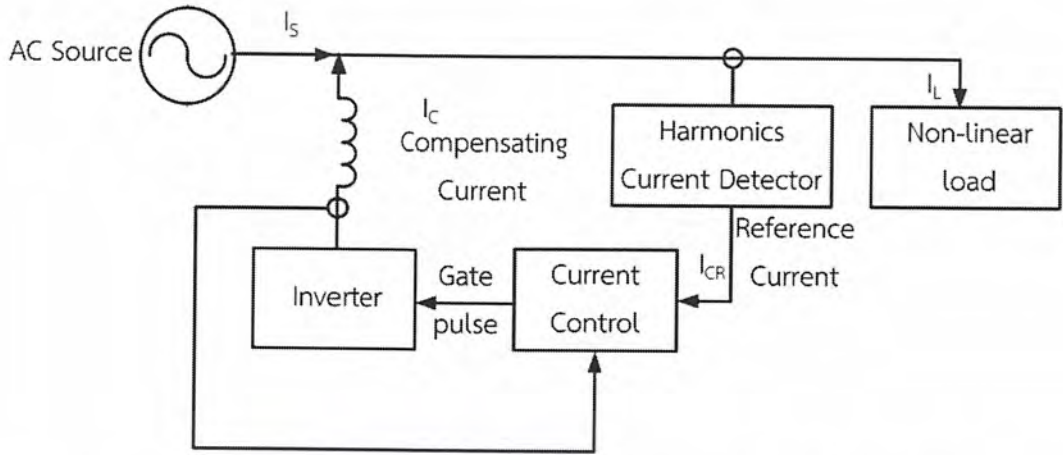 AC Source
I_S
I_C
Compensating
Current
Harmonics
Current Detector
I_L
Non-linear
load
Reference
Current
I_CR
Inverter
Gate
pulse
Current
Control